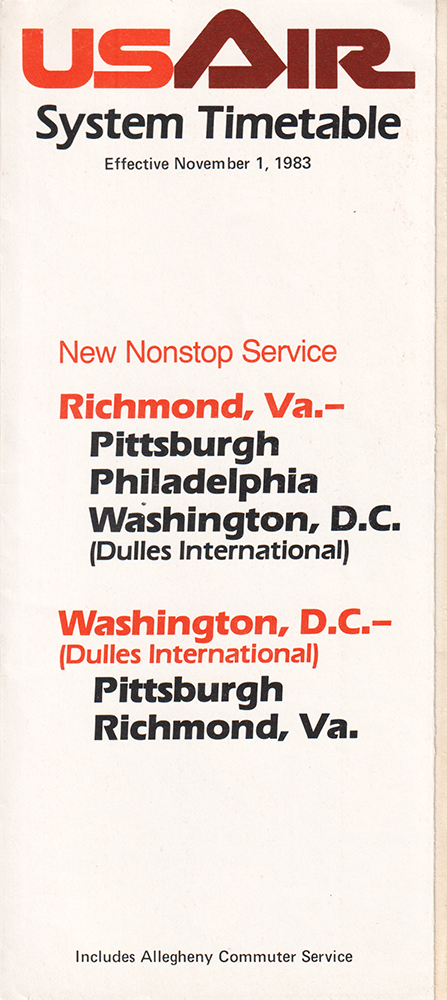 USAIR
System Timetable
Effective November 1, 1983
New Nonstop Service
Richmond, Va.–
Pittsburgh
Philadelphia
Washington, D.C.
(Dulles International)
Washington, D.C.–
(Dulles International)
Pittsburgh
Richmond, Va.
Includes Allegheny Commuter Service